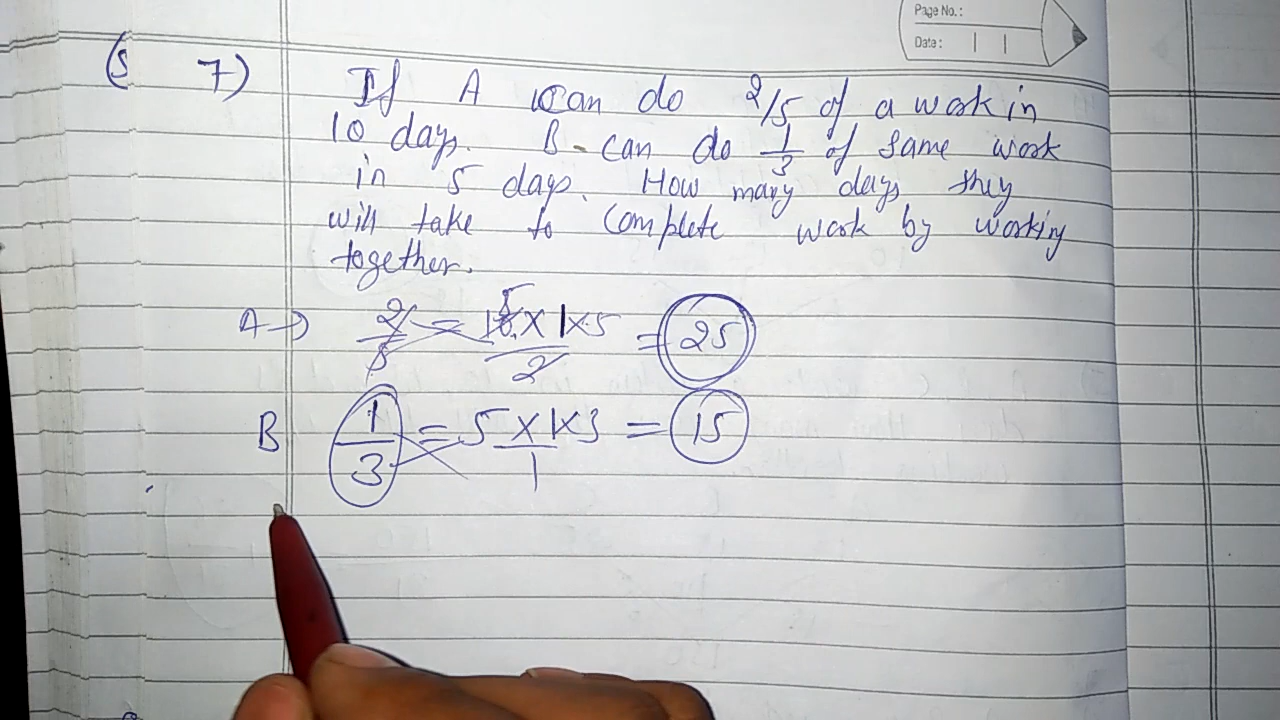 Page No.:
Date:
(5 7) If A can do 2/5 of a work in
10 days. B - can do 1/3 of same work
in 5 days. How many days they
will take to complete work by working
together.
A → 2/5 = 10 5 × 1 × 5 / 2 = 25
B 1/3 = 5 × 1 × 3 / 1 = 15